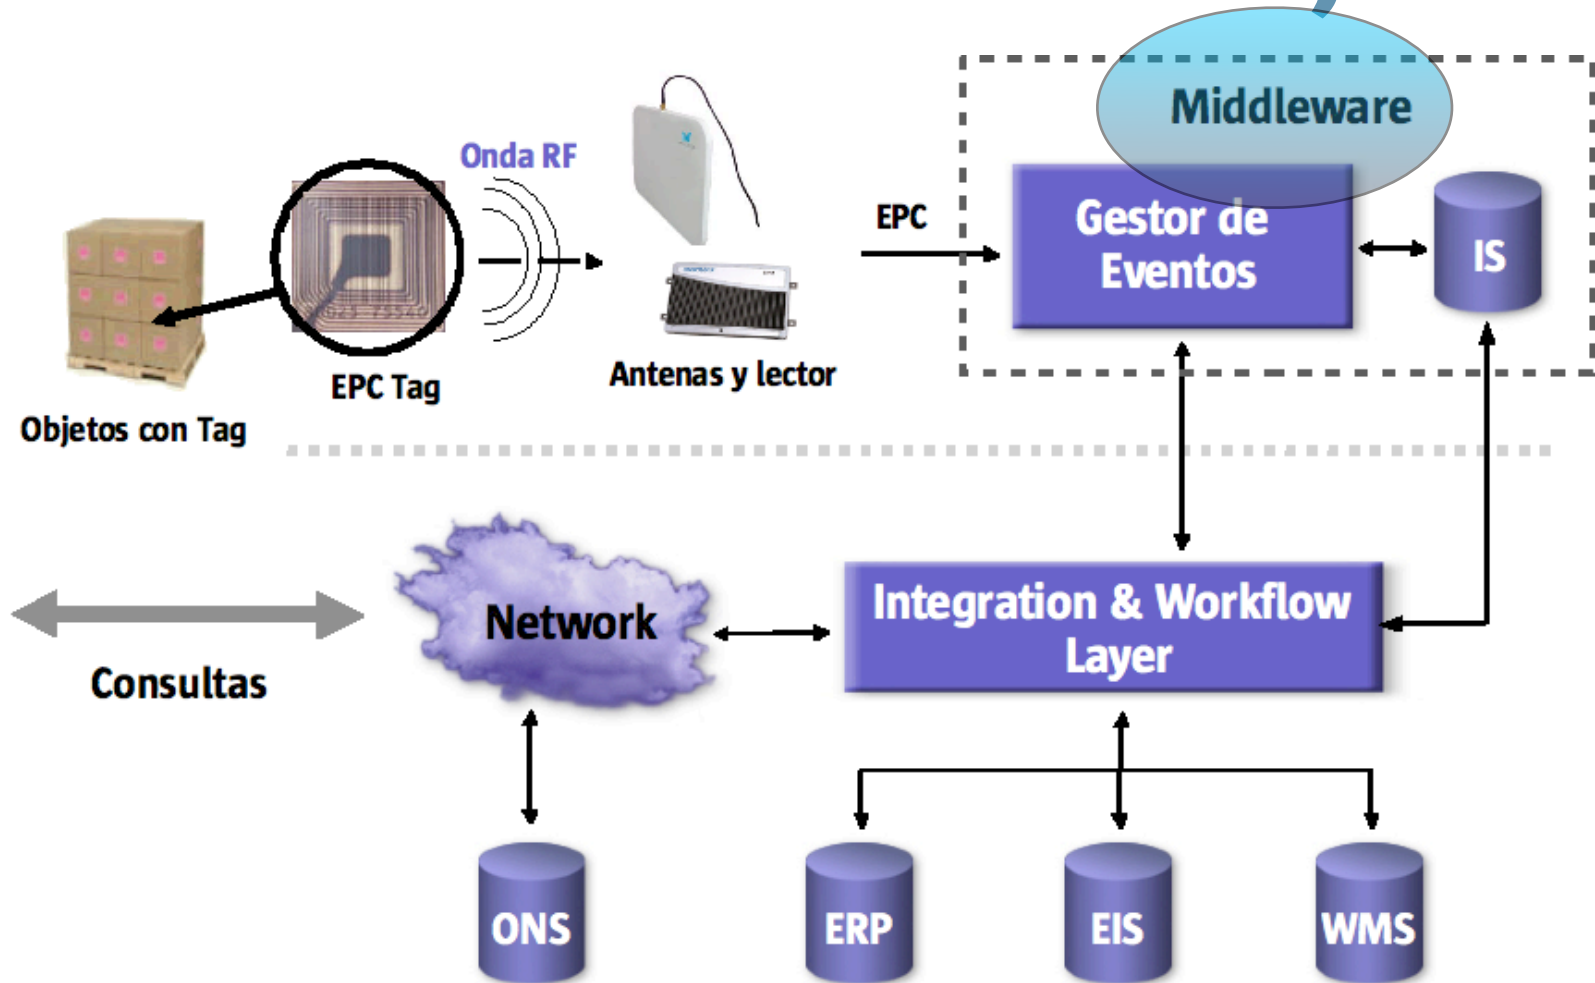 Middleware
Onda RF
EPC
Gestor de
Eventos
IS
EPC Tag
Antenas y lector
Objetos con Tag
Network
Integration & Workflow
Layer
Consultas
ONS
ERP
EIS
WMS